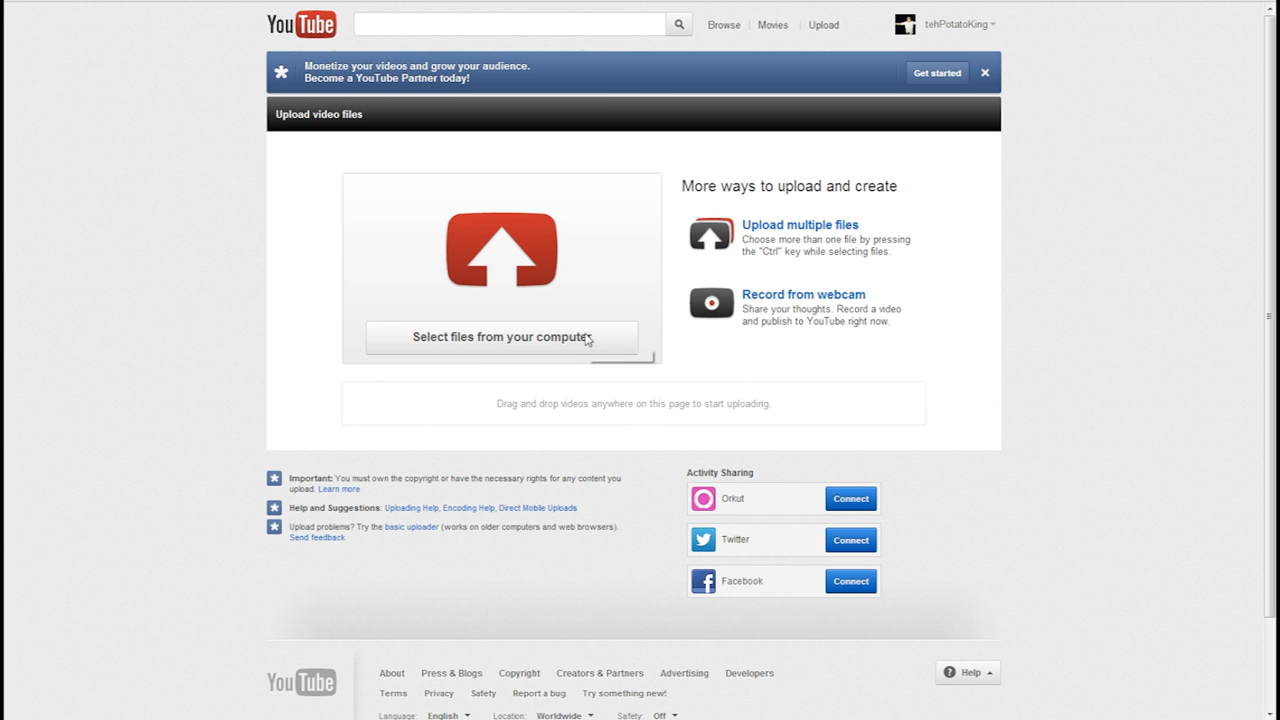 YouTube
Browse | Movies | Upload
tehPotatoKing
Monetize your videos and grow your audience.
Become a YouTube Partner today!
Get started
Upload video files
Select files from your computer
More ways to upload and create
Upload multiple files
Choose more than one file by pressing
the "Ctrl" key while selecting files.
Record from webcam
Share your thoughts. Record a video
and publish to YouTube right now.
Drag and drop videos anywhere on this page to start uploading.
Important: You must own the copyright or have the necessary rights for any content you
upload. Learn more
Help and Suggestions: Uploading Help, Encoding Help, Direct Mobile Uploads
Upload problems? Try the basic uploader (works on older computers and web browsers).
Send feedback
Activity Sharing
Orkut Connect
Twitter Connect
Facebook Connect
YouTube
About Press & Blogs Copyright Creators & Partners Advertising Developers
Terms Privacy Safety Report a bug Try something new!
Language: English Location: Worldwide Safety: Off
Help